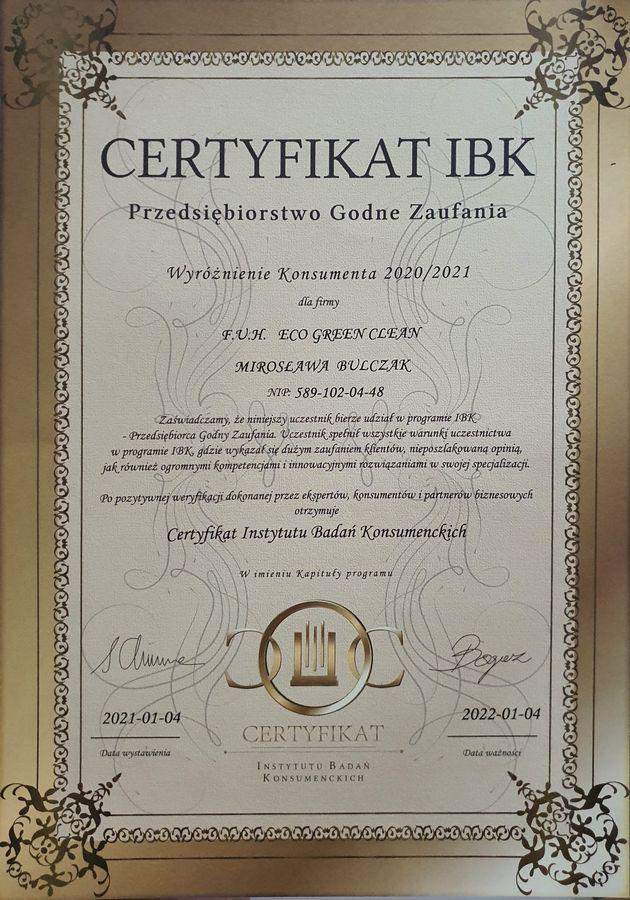 CERTYFIKAT IBK
Przedsiębiorstwo Godne Zaufania
Wyróżnienie Konsumenta 2020/2021
dla firmy
F.U.H. ECO GREEN CLEAN
MIROSŁAWA BULCZAK
NIP: 589-102-04-48
Zaświadczamy, że niniejszy uczestnik bierze udział w programie IBK
- Przedsiębiorca Godny Zaufania. Uczestnik spełnił wszystkie warunki uczestnictwa
w programie IBK, gdzie wykazał się dużym zaufaniem klientów, nieposzlakowaną opinią,
jak również ogromnymi kompetencjami i innowacyjnymi rozwiązaniami w swojej specjalizacji.
Po pozytywnej weryfikacji dokonanej przez ekspertów, konsumentów i partnerów biznesowych
otrzymuje
Certyfikat Instytutu Badań Konsumenckich
W imieniu Kapituły programu
2021-01-04
Data wystawienia
2022-01-04
Data ważności
CERTYFIKAT
INSTYTUTU BADAŃ
KONSUMENCKICH